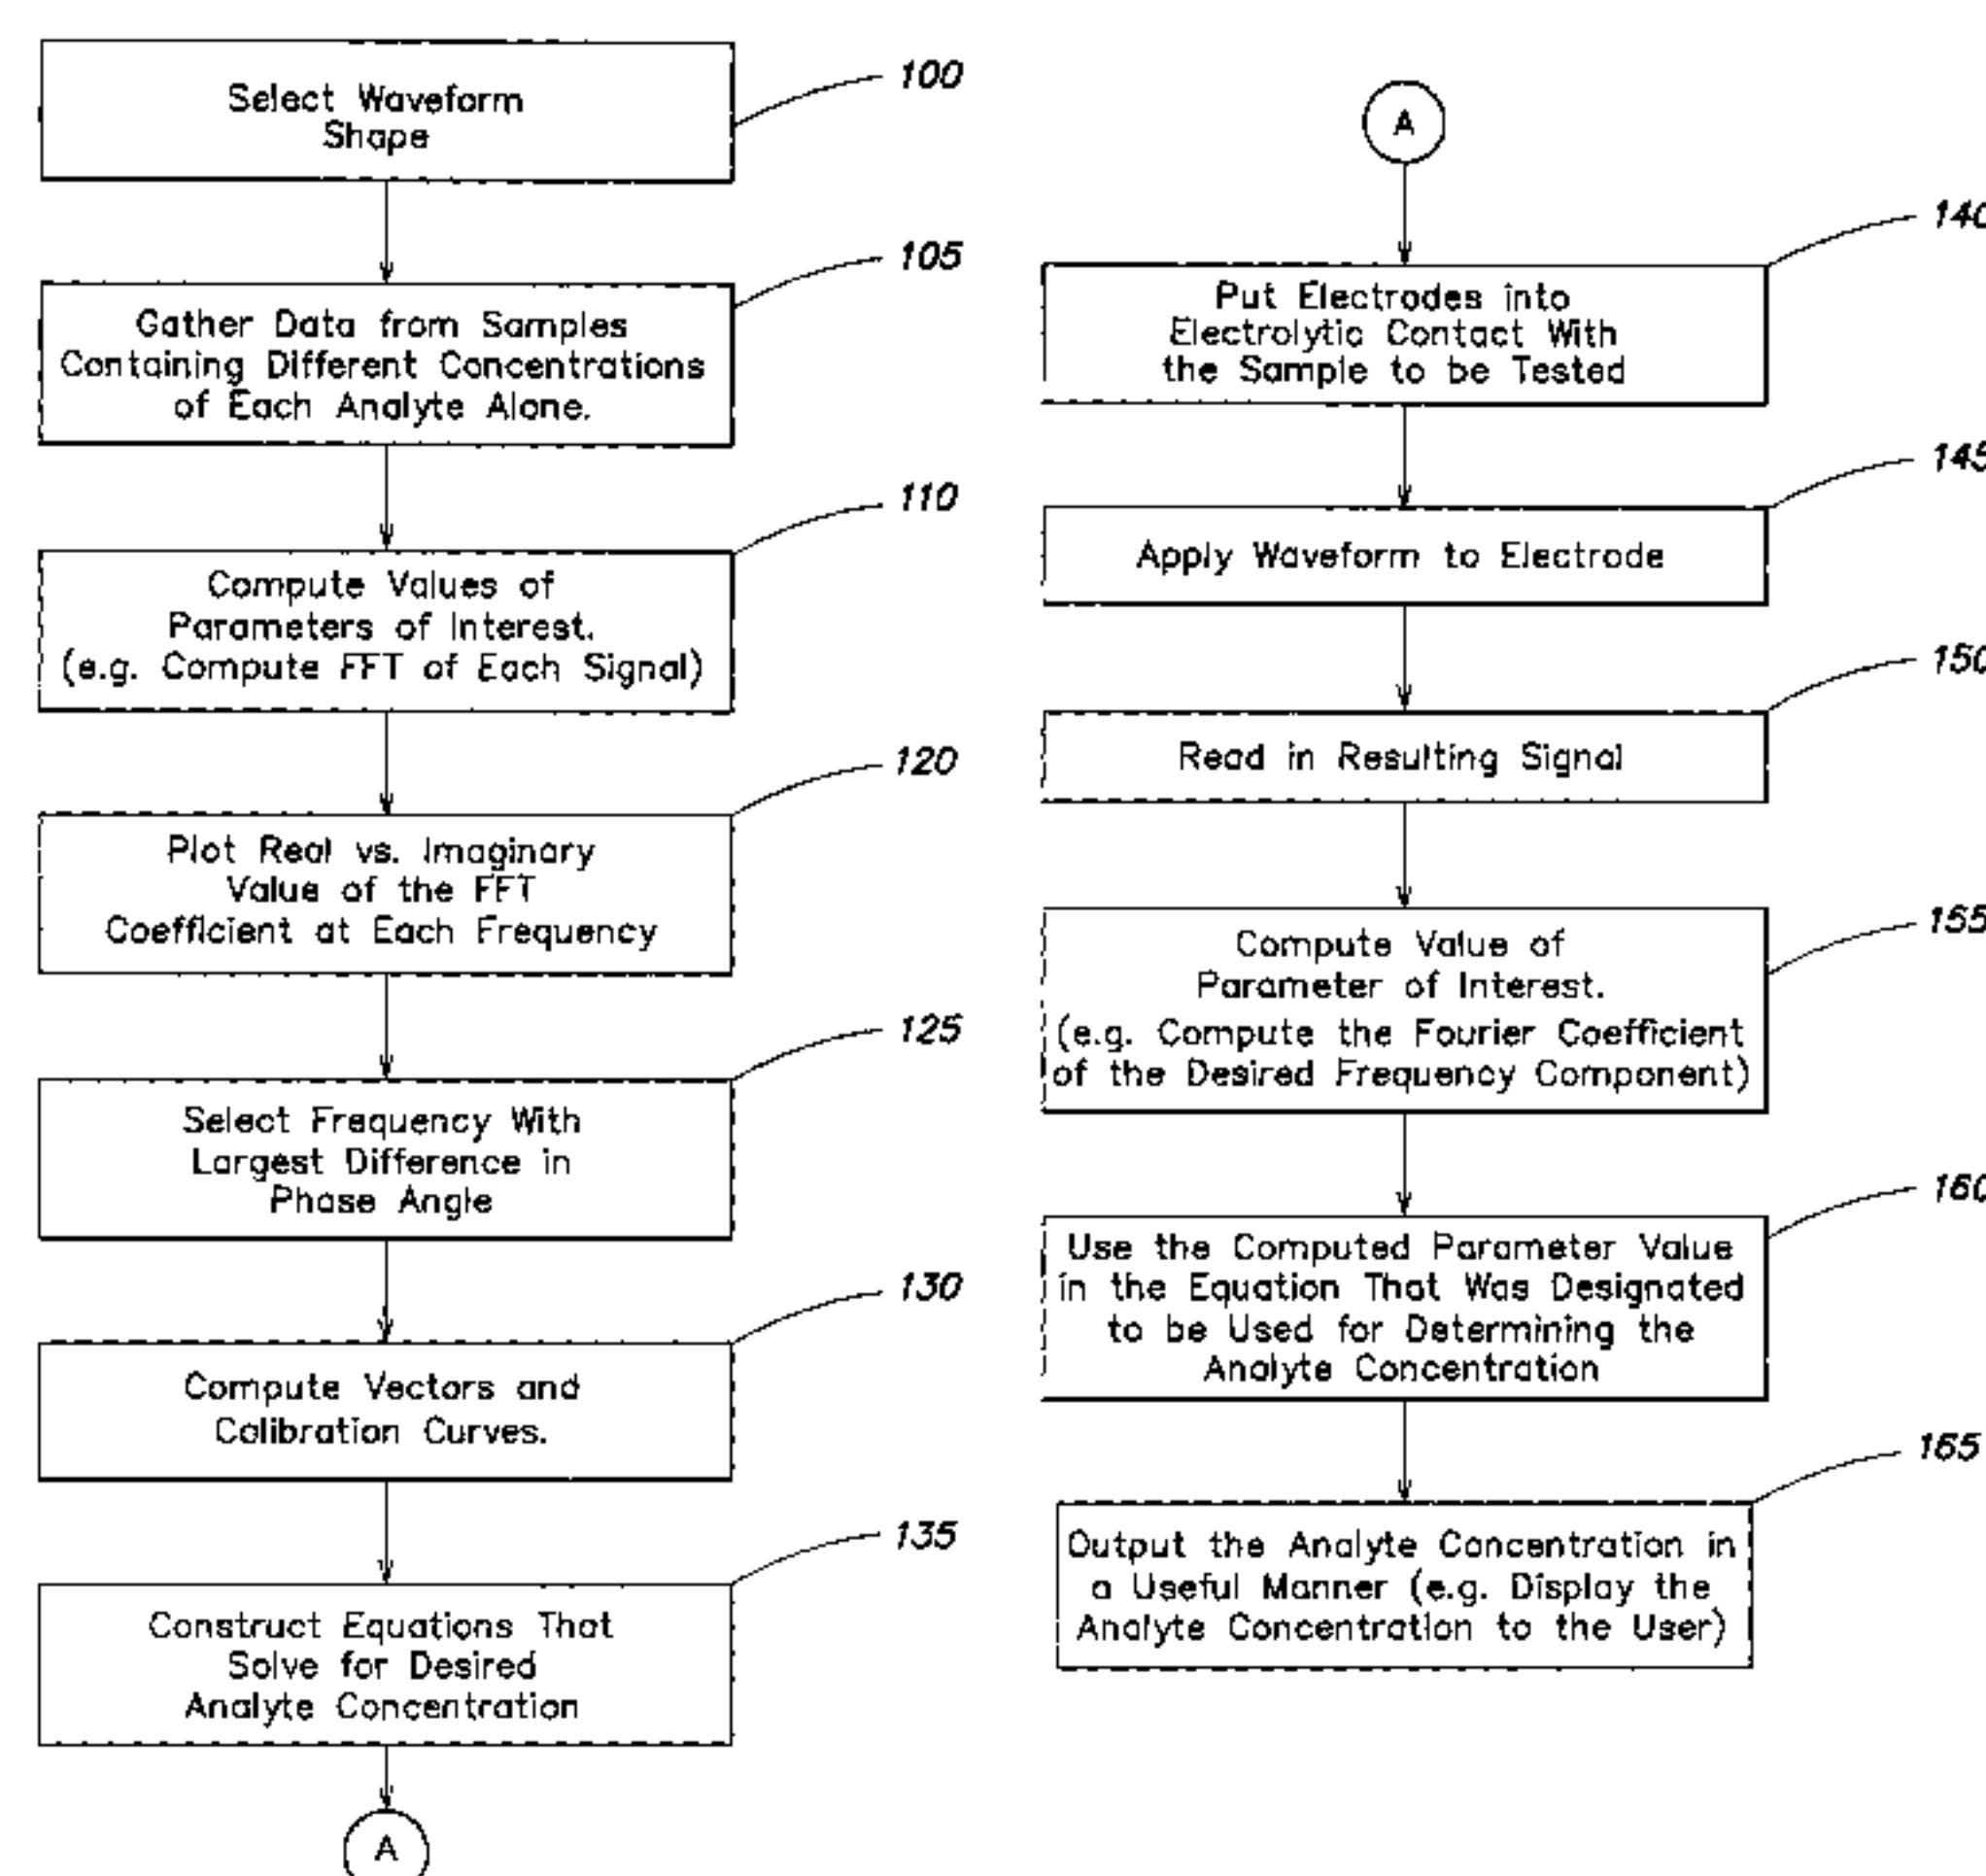 Select Waveform
Shape
100
Gather Data from Samples
Containing Different Concentrations
of Each Analyte Alone.
105
Compute Values of
Parameters of Interest.
(e.g. Compute FFT of Each Signal)
110
Plot Real vs. Imaginary
Value of the FFT
Coefficient at Each Frequency
120
Select Frequency With
Largest Difference in
Phase Angle
125
Compute Vectors and
Calibration Curves.
130
Construct Equations That
Solve for Desired
Analyte Concentration
135
A
A
Put Electrodes into
Electrolytic Contact With
the Sample to be Tested
140
Apply Waveform to Electrode
145
Read in Resulting Signal
150
Compute Value of
Parameter of Interest.
(e.g. Compute the Fourier Coefficient
of the Desired Frequency Component)
155
Use the Computed Parameter Value
in the Equation That Was Designated
to be Used for Determining the
Analyte Concentration
160
Output the Analyte Concentration in
a Useful Manner (e.g. Display the
Analyte Concentration to the User)
165